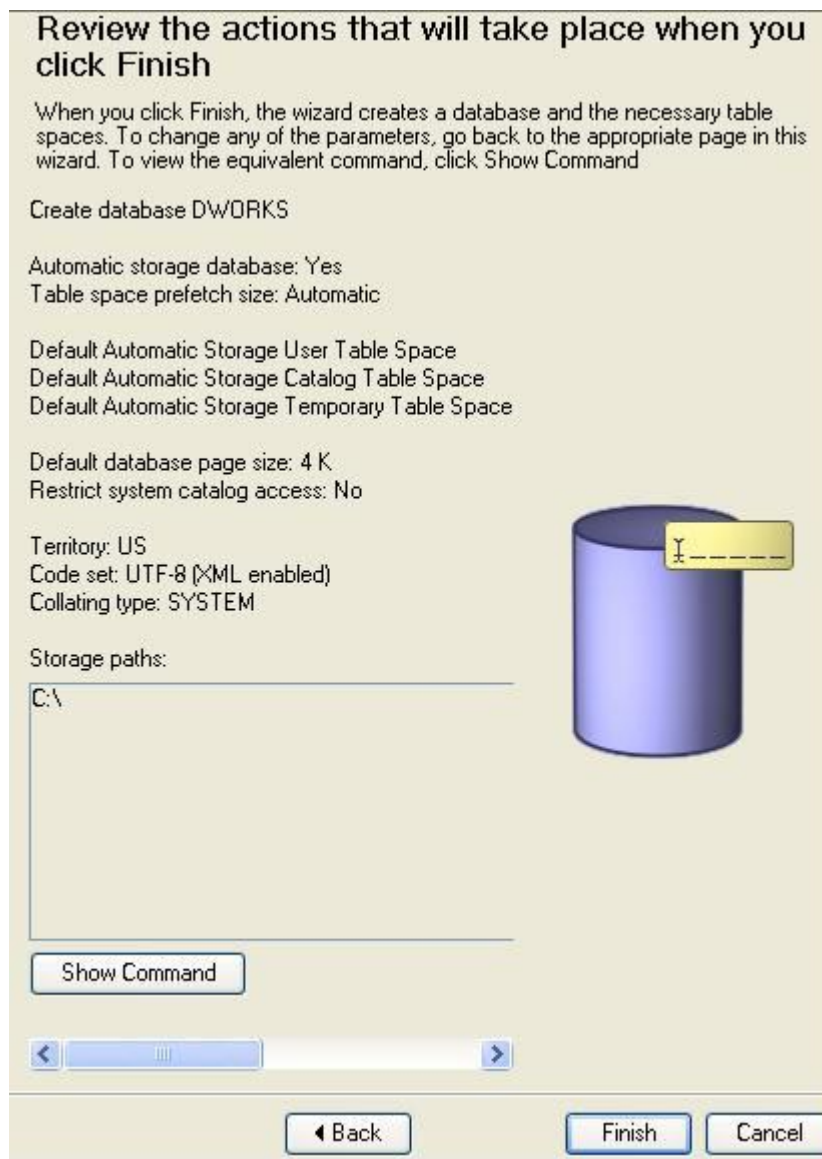 Review the actions that will take place when you
click Finish
When you click Finish, the wizard creates a database and the necessary table
spaces. To change any of the parameters, go back to the appropriate page in this
wizard. To view the equivalent command, click Show Command
Create database DWORKS
Automatic storage database: Yes
Table space prefetch size: Automatic
Default Automatic Storage User Table Space
Default Automatic Storage Catalog Table Space
Default Automatic Storage Temporary Table Space
Default database page size: 4 K
Restrict system catalog access: No
Territory: US
Code set: UTF-8 (XML enabled)
Collating type: SYSTEM
Storage paths:
C:\
Show Command
Back
Finish
Cancel